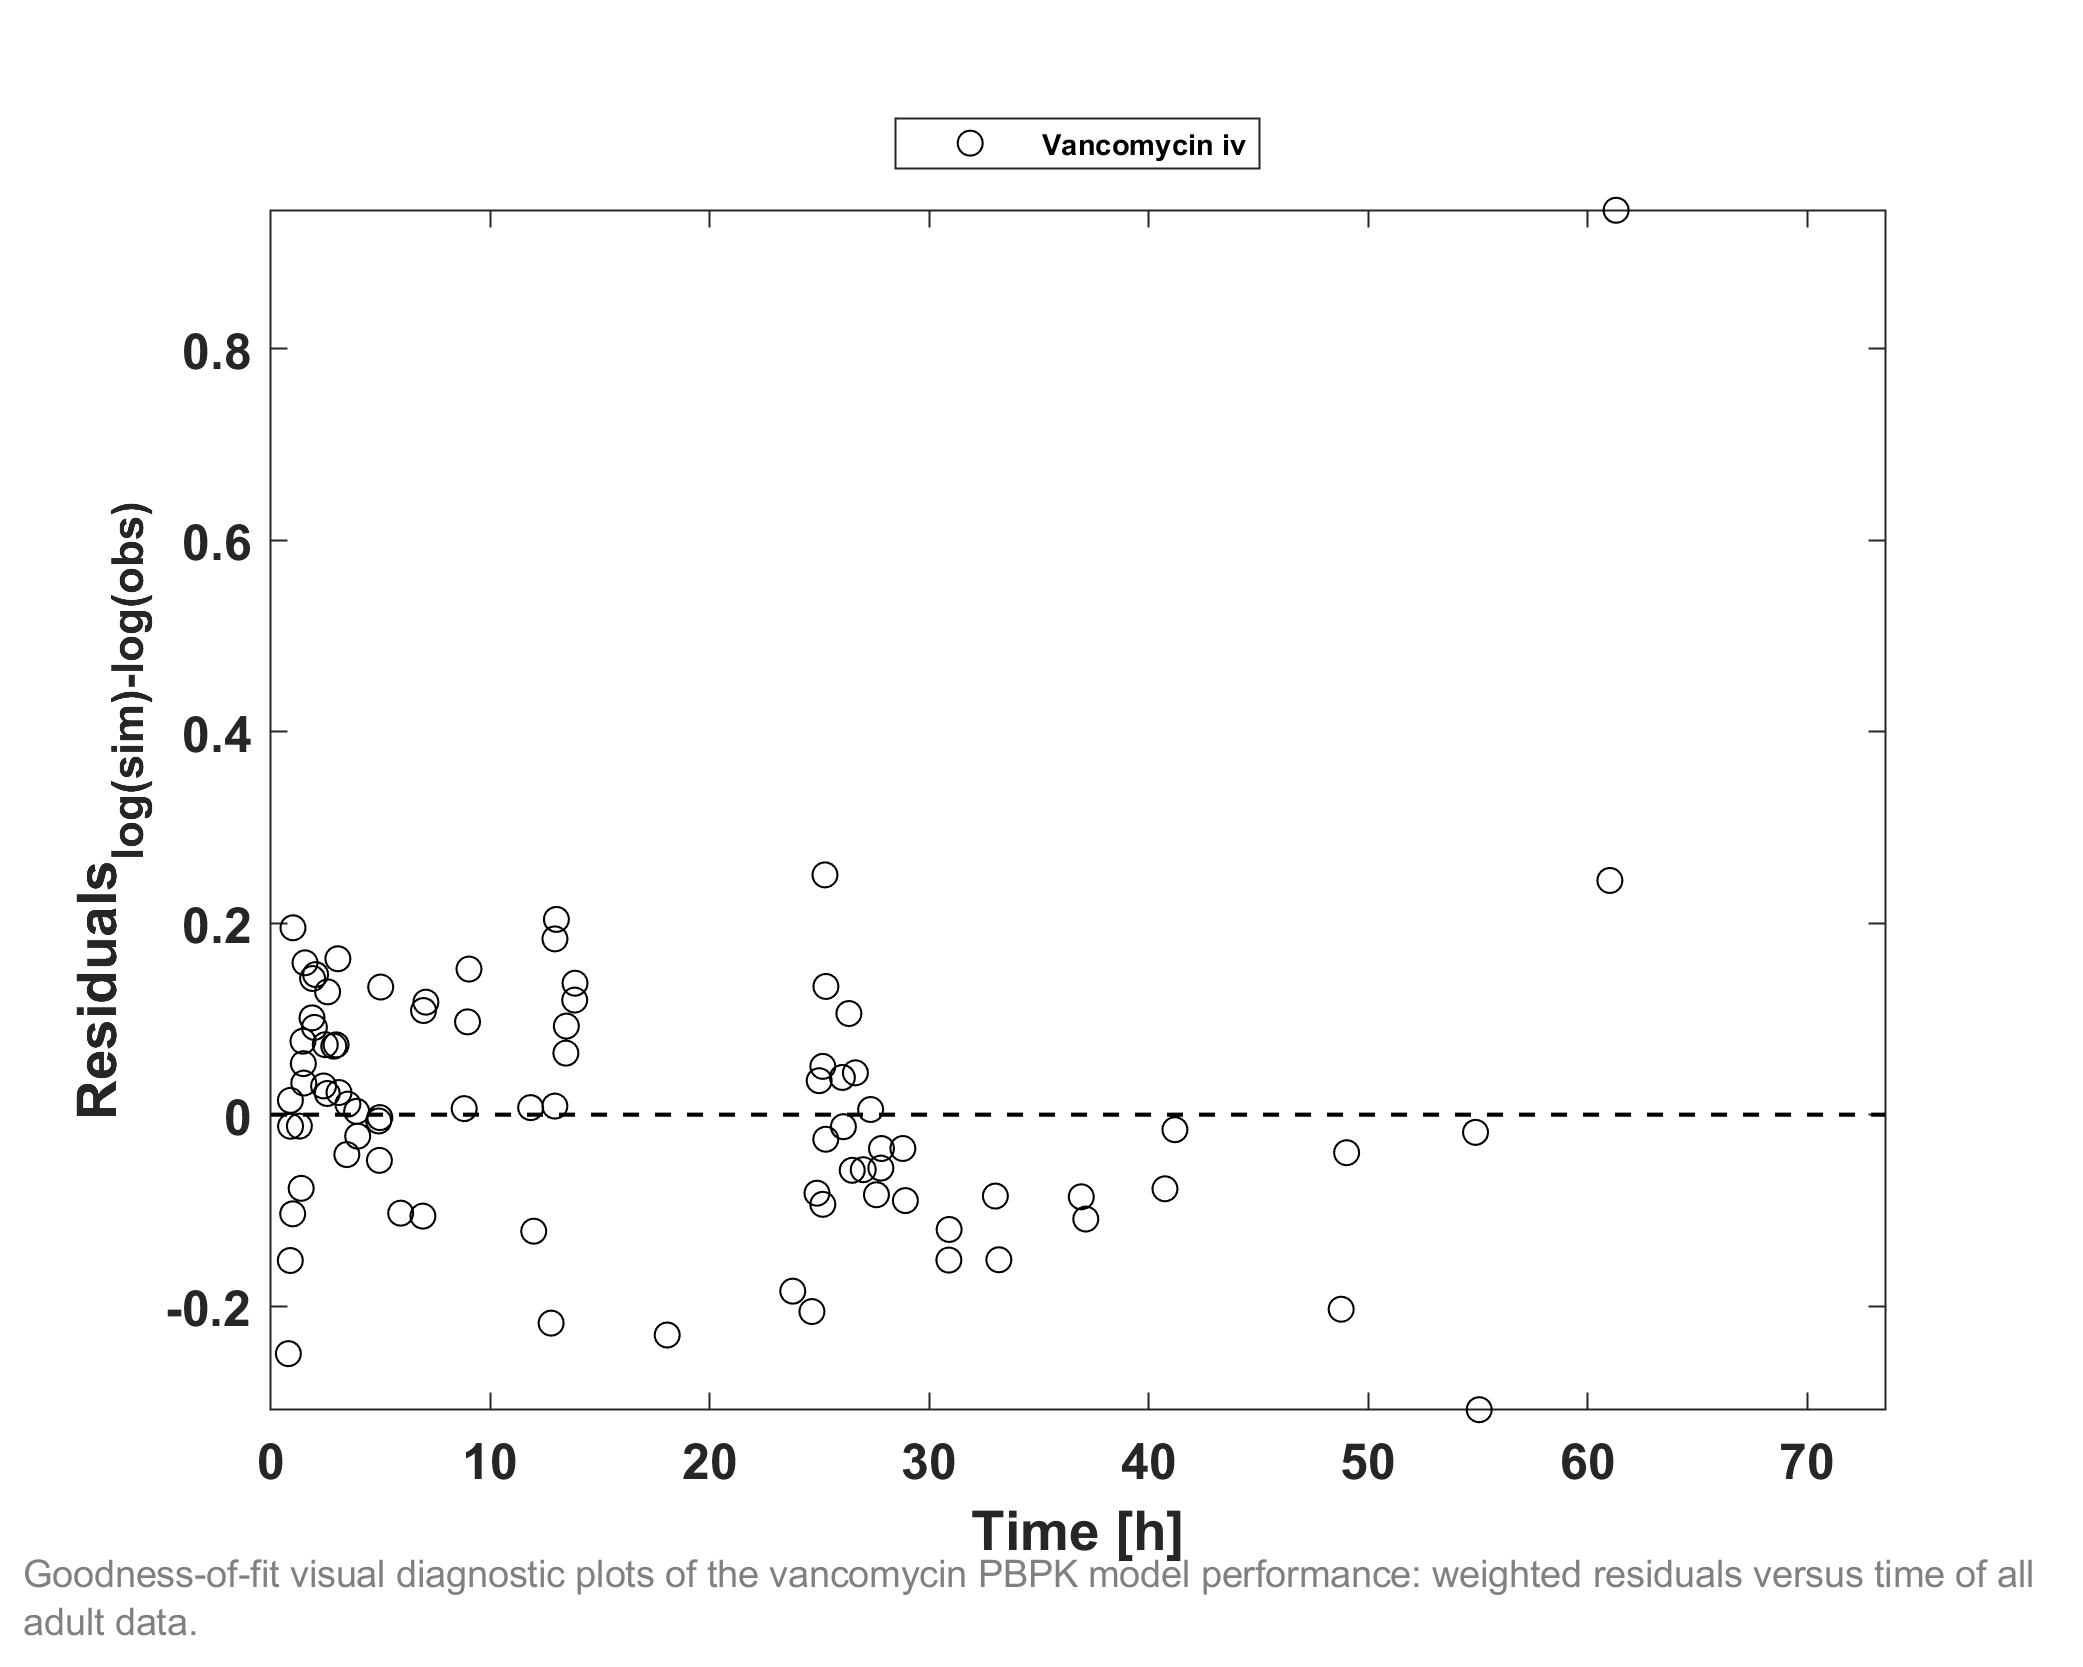 Vancomycin iv
0.8
0.6
0.4
0.2
0
-0.2
Residuals log(sim)-log(obs)
0 10 20 30 40 50 60 70
Time [h]
Goodness-of-fit visual diagnostic plots of the vancomycin PBPK model performance: weighted residuals versus time of all
adult data.